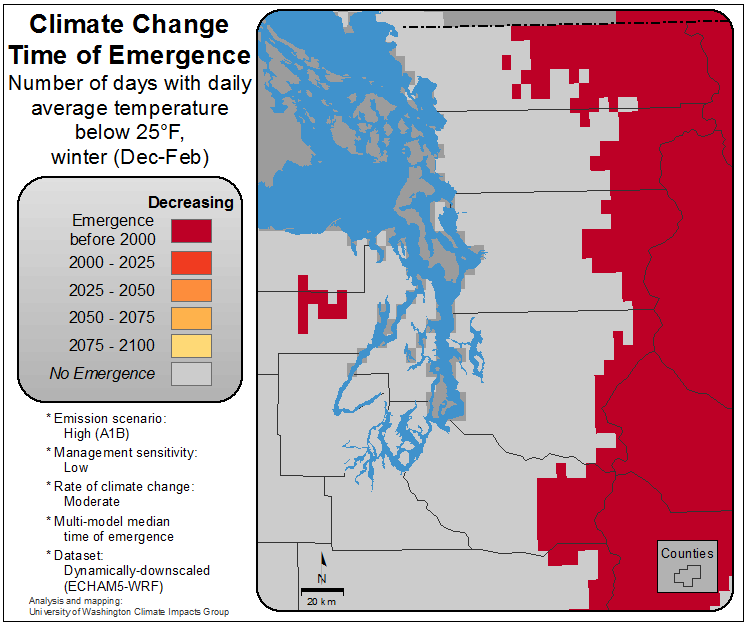 Climate Change
Time of Emergence
Number of days with daily
average temperature
below 25°F,
winter (Dec-Feb)
Decreasing
Emergence
before 2000
2000 - 2025
2025 - 2050
2050 - 2075
2075 - 2100
No Emergence
* Emission scenario:
High (A1B)
* Management sensitivity:
Low
* Rate of climate change:
Moderate
* Multi-model median
time of emergence
* Dataset:
Dynamically-downscaled
(ECHAM5-WRF)
Analysis and mapping:
University of Washington Climate Impacts Group
N
20 km
Counties